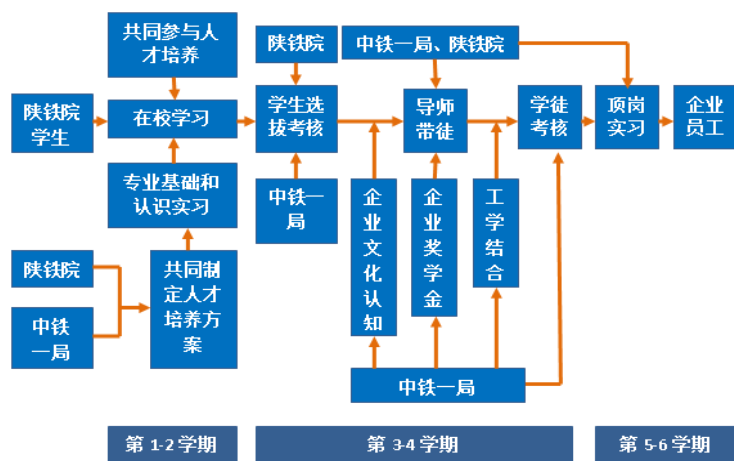 共同参与人
才培养
陕铁院
中铁一局、陕铁院
陕铁院
学生
在校学习
学生选
拔考核
导师
带徒
学徒
考核
顶岗
实习
企业
员工
专业基础和
认识实习
中铁一
局
企业文化认知
企业奖学金
工学结合
陕铁院
共同制
定人才
培养方
案
中铁
一局
中铁一局
第 1-2 学期
第 3-4 学期
第 5-6 学期